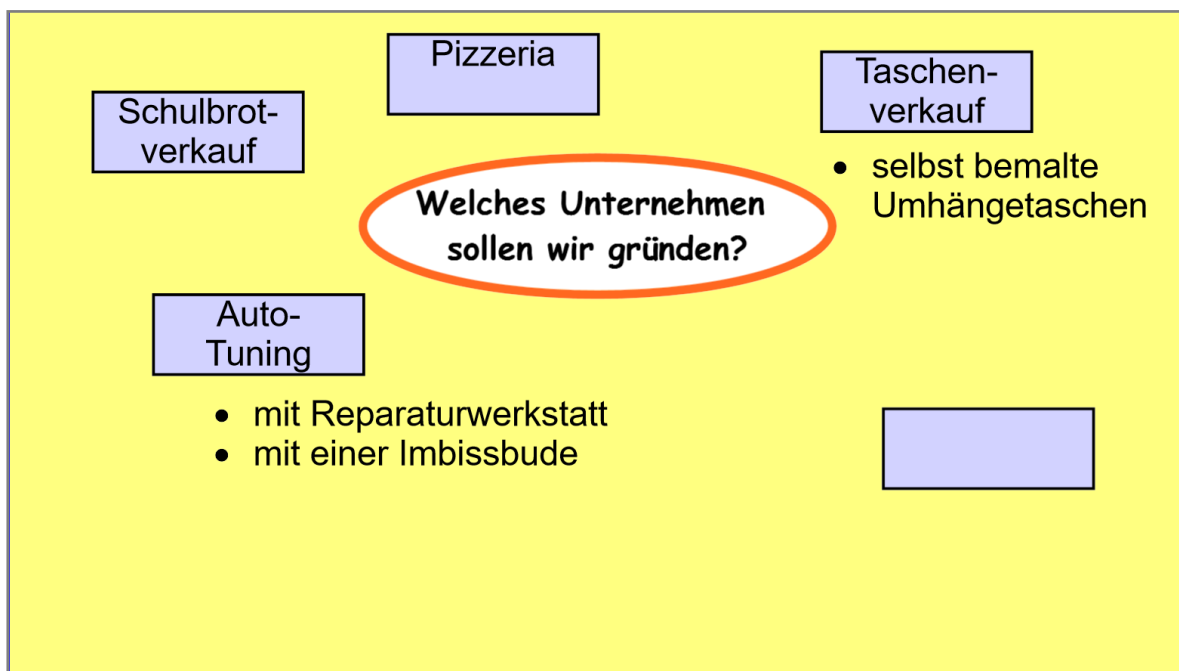 Pizzeria
Schulbrot-
verkauf
Taschen-
verkauf
• selbst bemalte
Umhängetaschen
Welches Unternehmen
sollen wir gründen?
Auto-
Tuning
• mit Reparaturwerkstatt
• mit einer Imbissbude